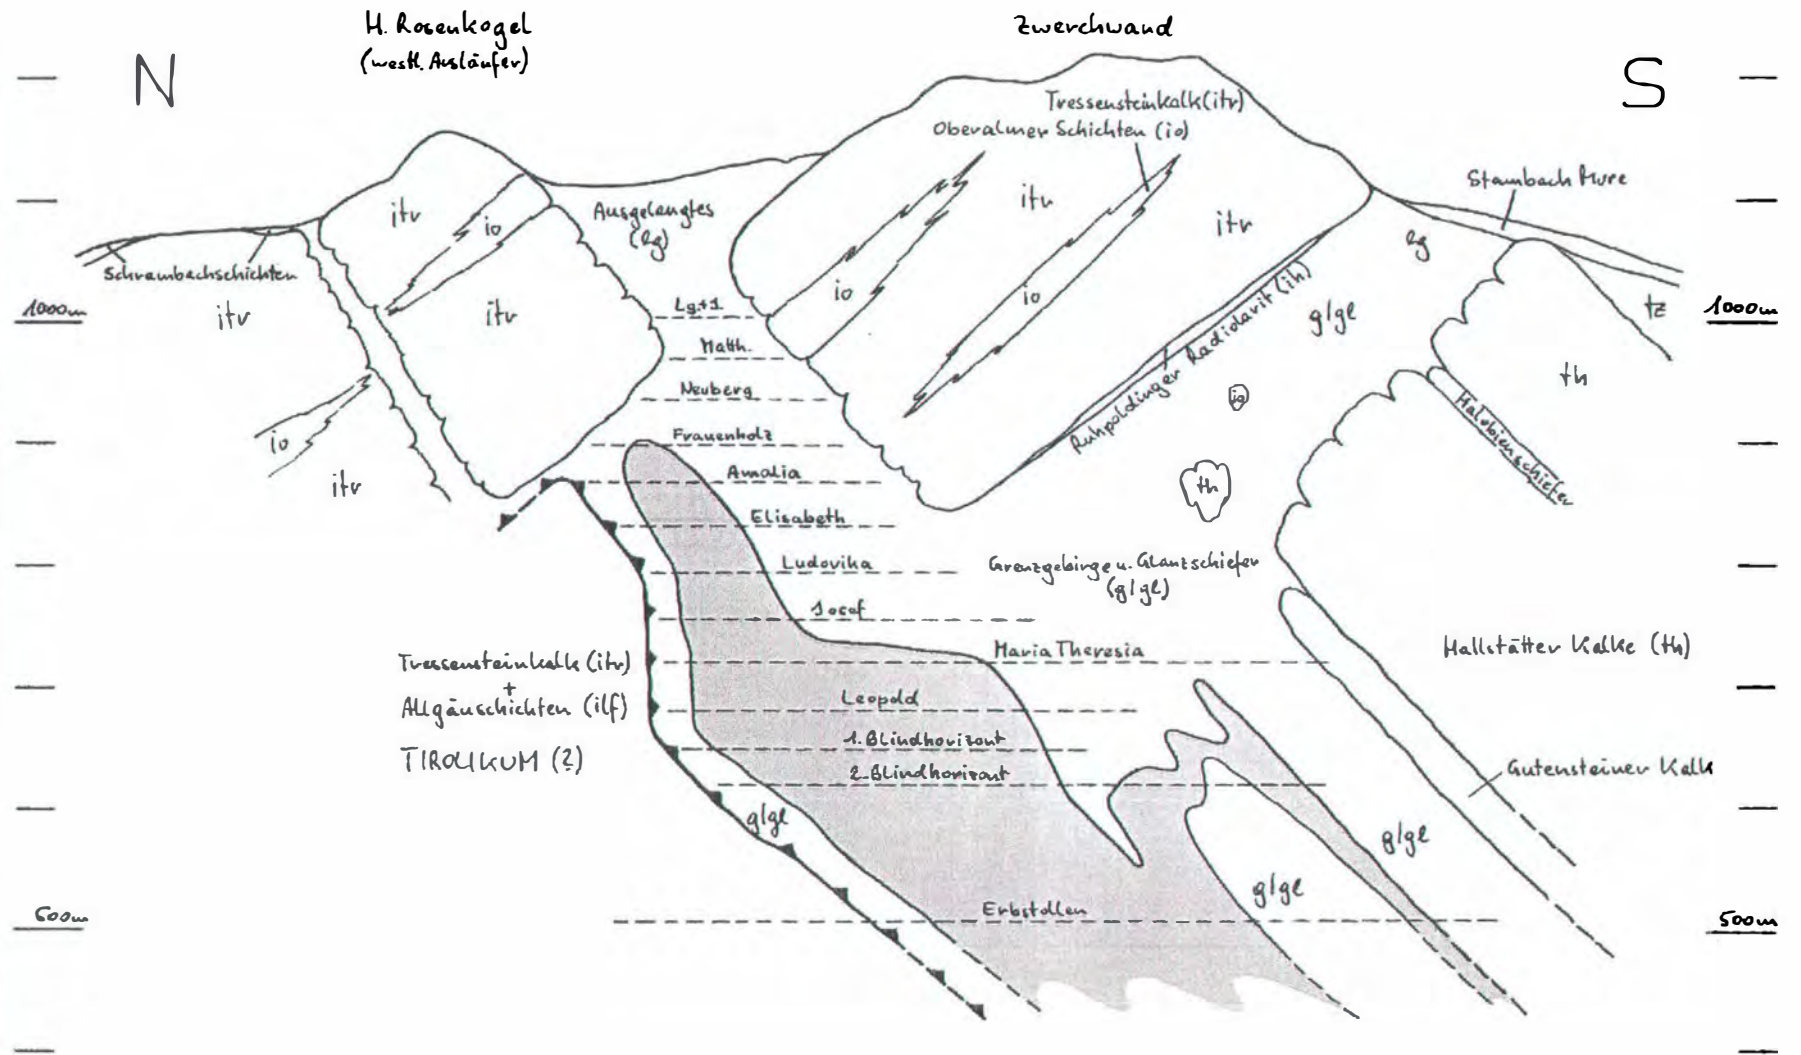 H. Rosenkogel
(westl. Ausläufer)
Zwerchwand
N
S
Tressensteinkalk (itr)
Oberalmer Schichten (io)
Stambach Mure
itr
io
Ausgelaugtes
(lg)
itr
itr
lg
Schrambachschichten
1000m
itr
itr
io
io
Lg+1
Ruhpoldinger Radiolarit (ih)
g/gl
tz
1000m
Matth.
Neuberg
io
th
Halobienschiefer
io
itr
Frauenholz
Amalia
th
Elisabeth
Ludovika
Grenzgebirge u. Glanzschiefer
(g/gl)
Josef
Maria Theresia
Hallstätter Kalke (th)
Tressensteinkalk (itr)
+
Allgäuschichten (ilf)
TIROLIKUM (?)
Leopold
1. Blindhorizont
2. Blindhorizont
Gutensteiner Kalk
g/gl
g/gl
g/gl
Erbstollen
500m
500m